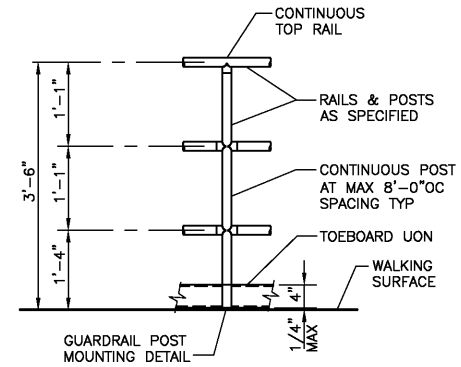 CONTINUOUS
TOP RAIL
RAILS & POSTS
AS SPECIFIED
CONTINUOUS POST
AT MAX 8'-0"OC
SPACING TYP
TOEBOARD UON
WALKING
SURFACE
3'-6"
1'-1"
1'-1"
1'-4"
4"
1/4"
MAX
GUARDRAIL POST
MOUNTING DETAIL